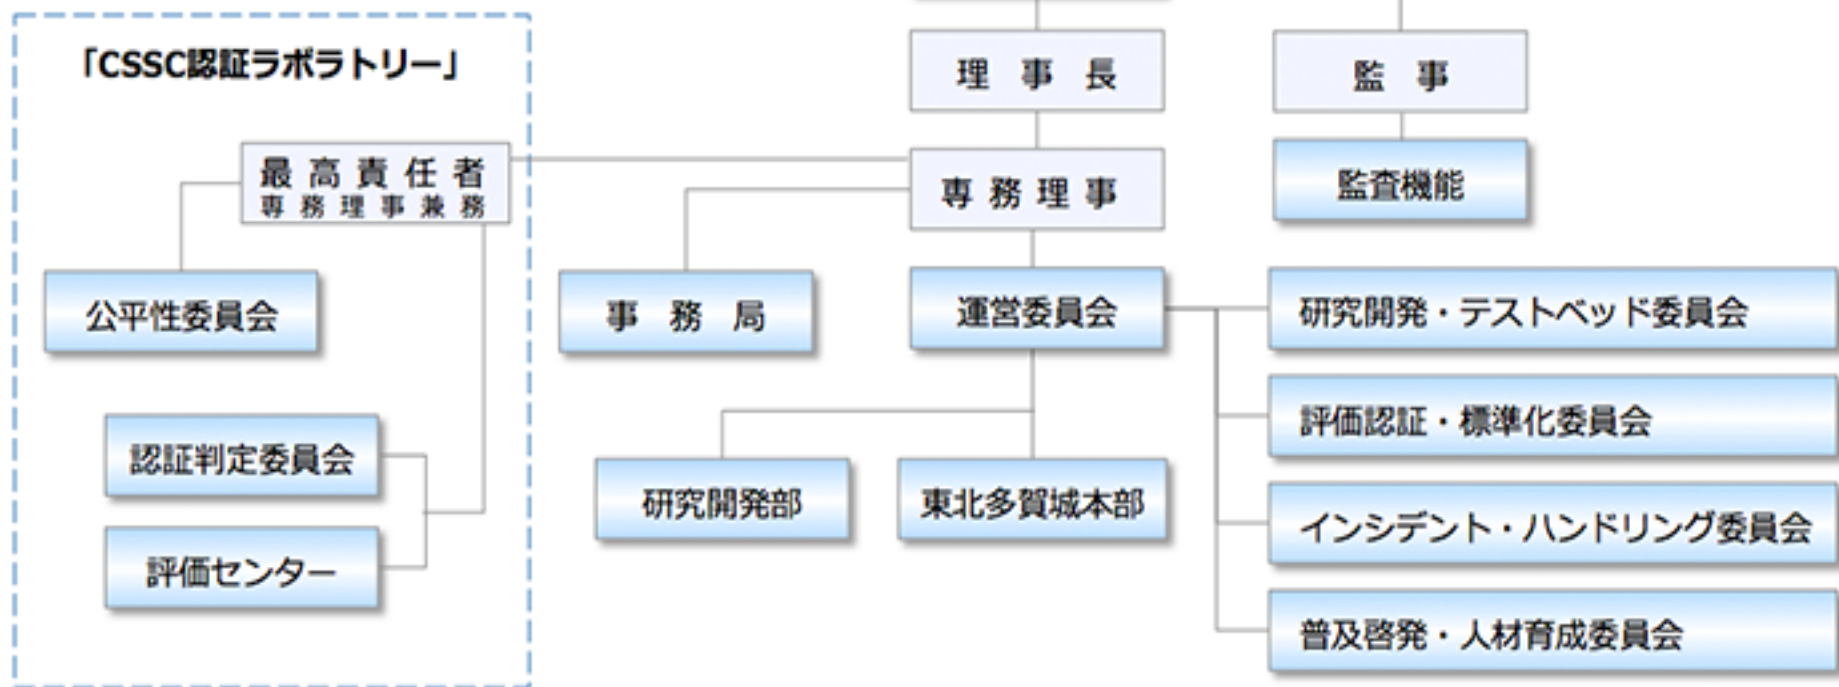 「CSSC認証ラボラトリー」
理事長
監事
最高責任者
専務理事兼務
専務理事
監査機能
公平性委員会
事務局
運営委員会
研究開発・テストベッド委員会
評価認証・標準化委員会
認証判定委員会
研究開発部
東北多賀城本部
インシデント・ハンドリング委員会
評価センター
普及啓発・人材育成委員会